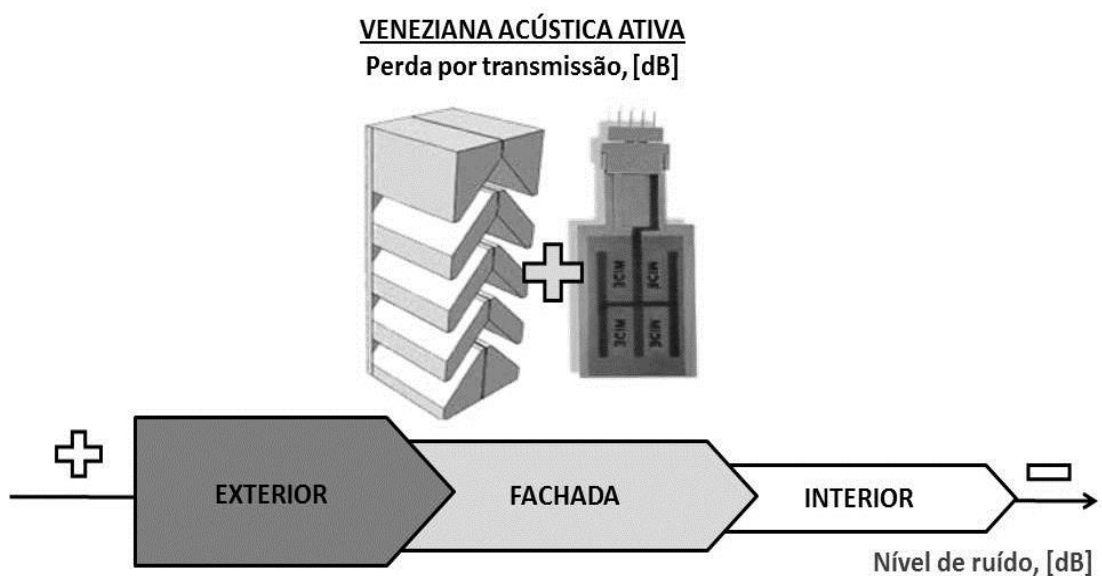 VENEZIANA ACÚSTICA ATIVA
Perda por transmissão, [dB]
EXTERIOR
FACHADA
INTERIOR
Nível de ruído, [dB]